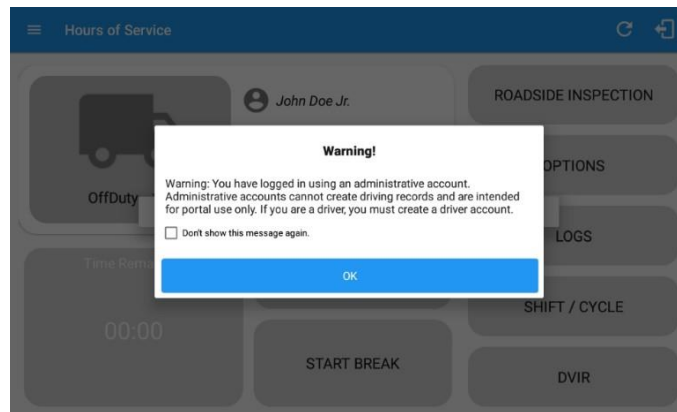 Hours of Service
John Doe Jr.
ROADSIDE INSPECTION
OffDuty
Warning!
Warning: You have logged in using an administrative account.
Administrative accounts cannot create driving records and are intended
for portal use only. If you are a driver, you must create a driver account.
Don't show this message again.
OK
OPTIONS
LOGS
Time Rema
00:00
SHIFT / CYCLE
START BREAK
DVIR